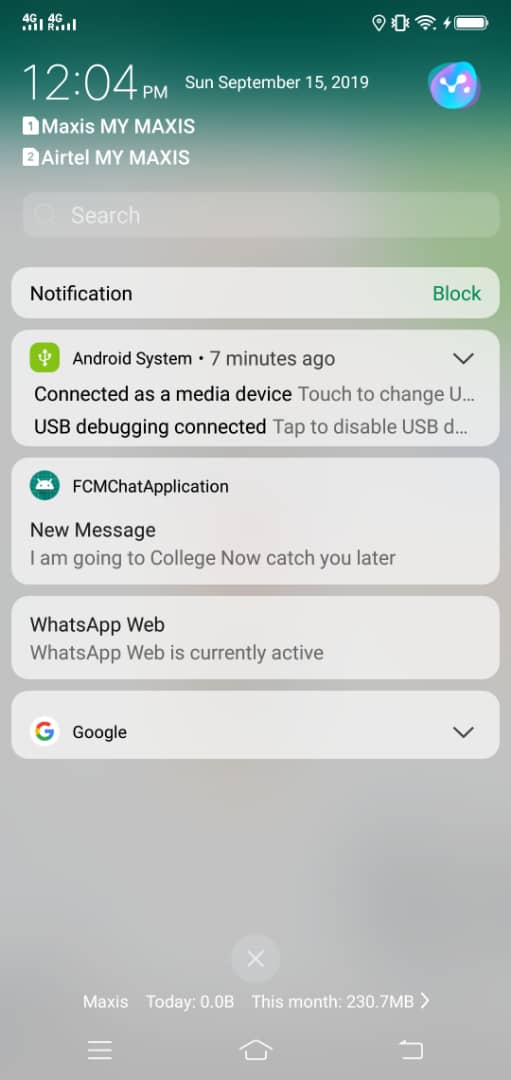 4G 4G
R
12:04 PM Sun September 15, 2019
1 Maxis MY MAXIS
2 Airtel MY MAXIS
Search
Notification Block
Android System • 7 minutes ago
Connected as a media device Touch to change U...
USB debugging connected Tap to disable USB d...
FCMChatApplication
New Message
I am going to College Now catch you later
WhatsApp Web
WhatsApp Web is currently active
G Google
Maxis Today: 0.0B This month: 230.7MB